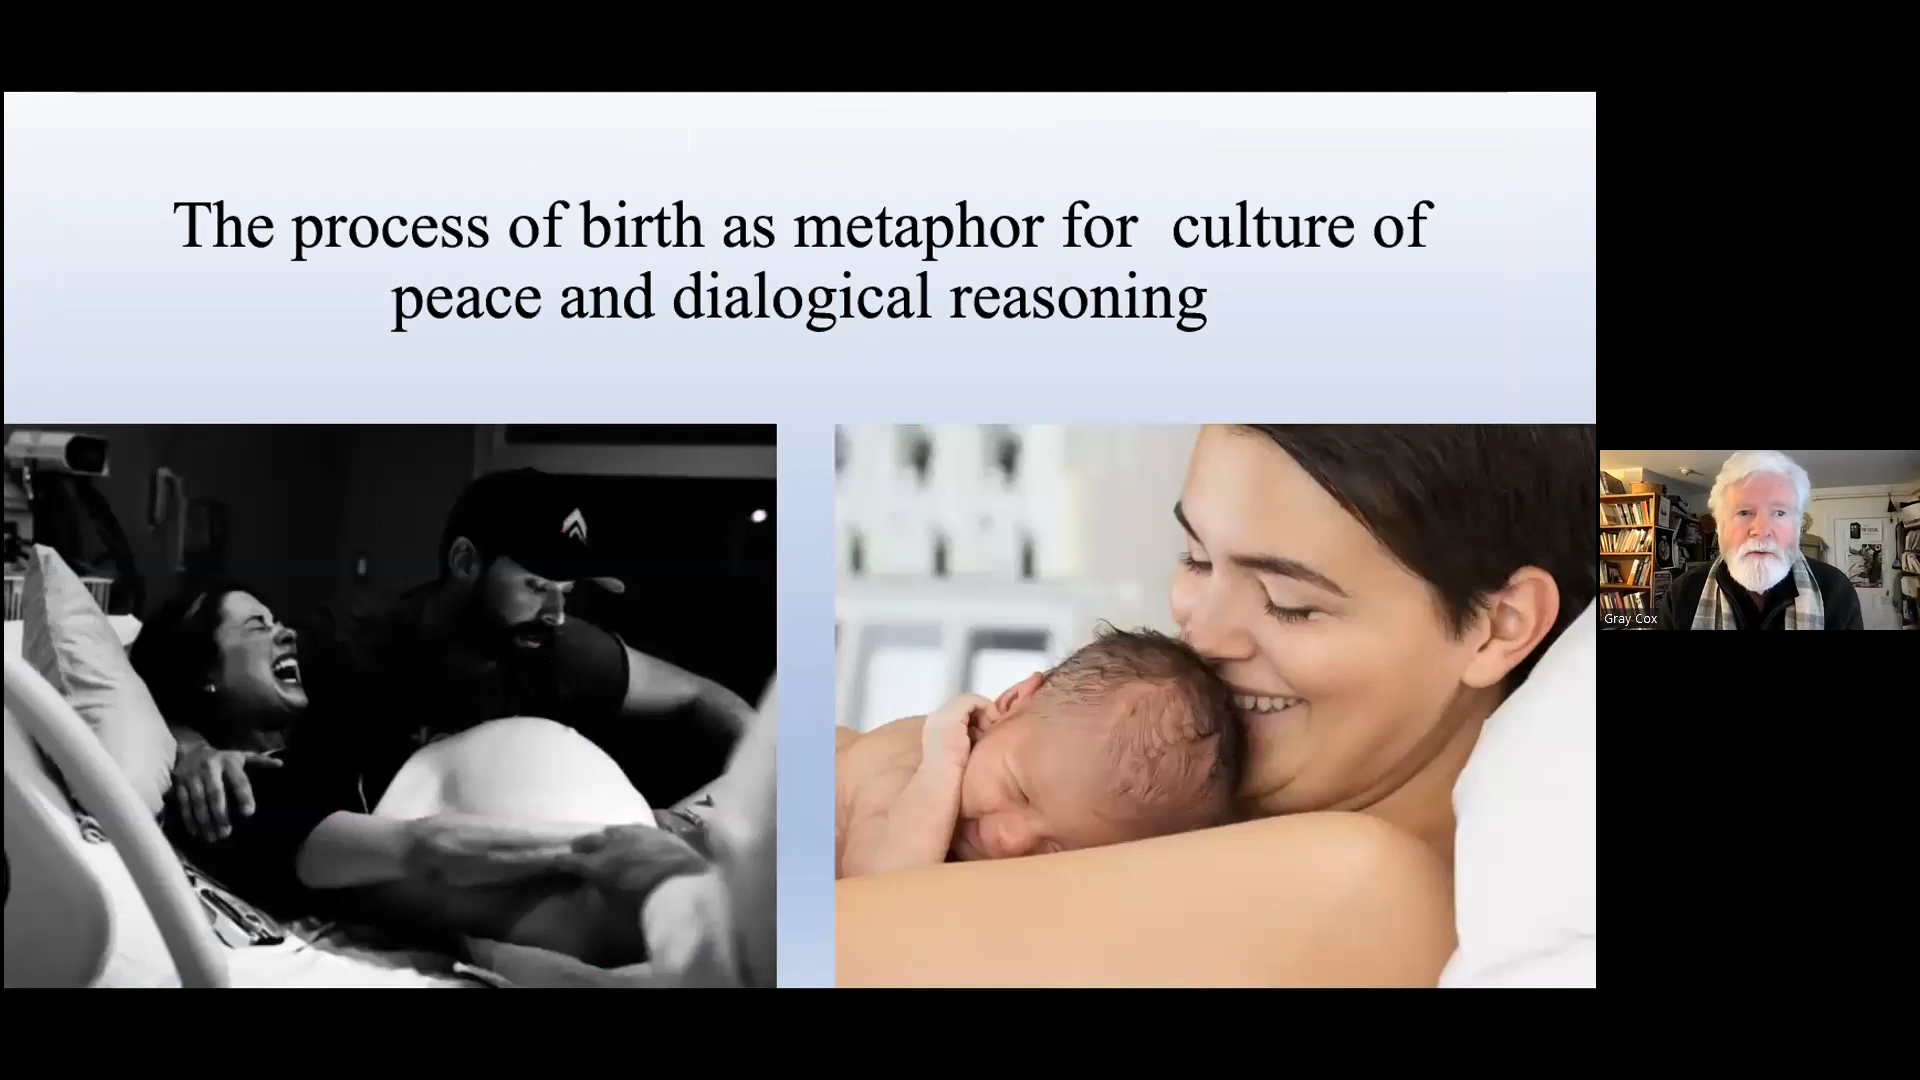 The process of birth as metaphor for  culture of
peace and dialogical reasoning
Gray Cox